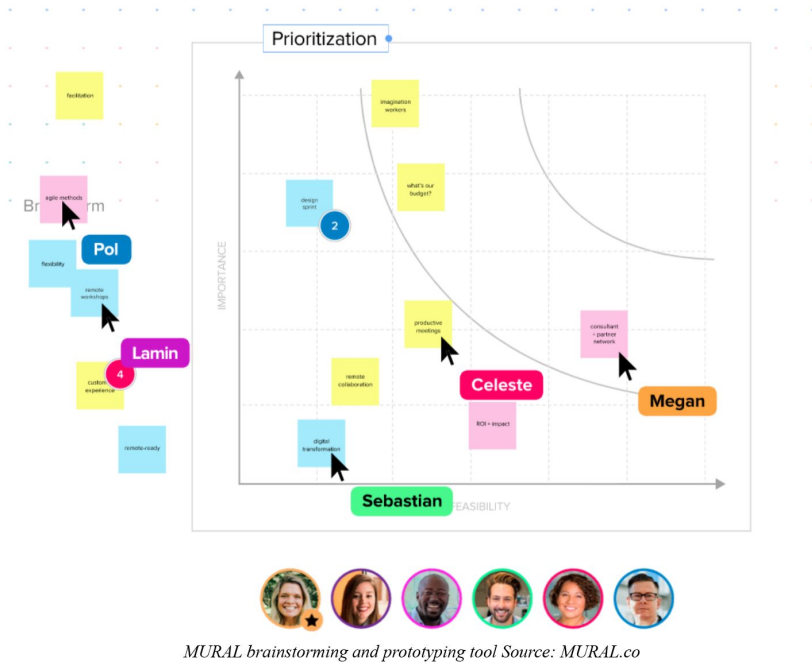 Prioritization
facilitation
imagination
workers
agile methods
Br rm
what's our
budget?
design
sprint
2
Pol
flexibility
remote
workshops
IMPORTANCE
productive
meetings
consultant
+ partner
network
Lamin
4
custom
experience
remote
collaboration
Celeste
Megan
ROI + impact
digital
transformation
remote-ready
Sebastian
FEASIBILITY
MURAL brainstorming and prototyping tool Source: MURAL.co